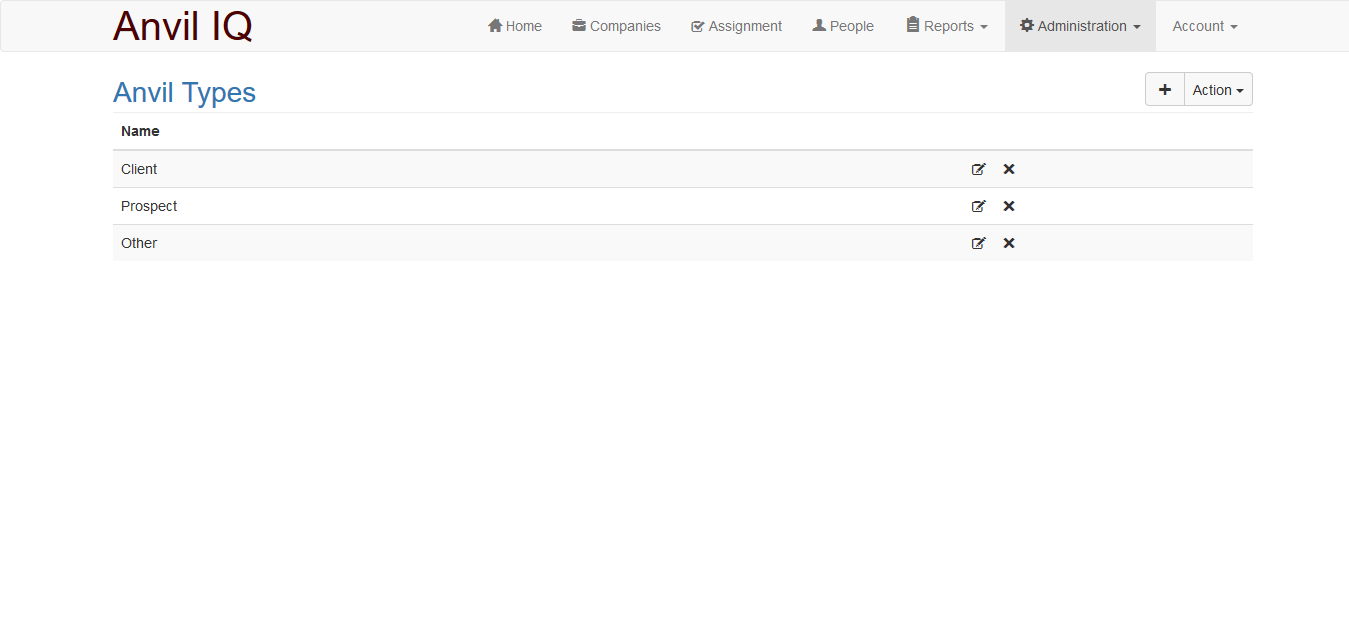 Anvil IQ Home Companies Assignment People Reports Administration Account
Anvil Types Action
Name
Client
Prospect
Other